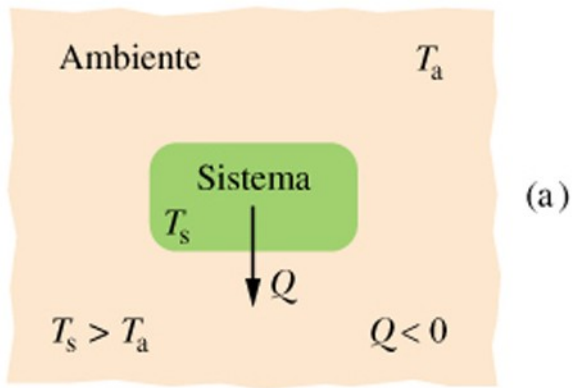 Ambiente Tₐ
Sistema
Tₛ
(a)
Q
Tₛ > Tₐ Q < 0